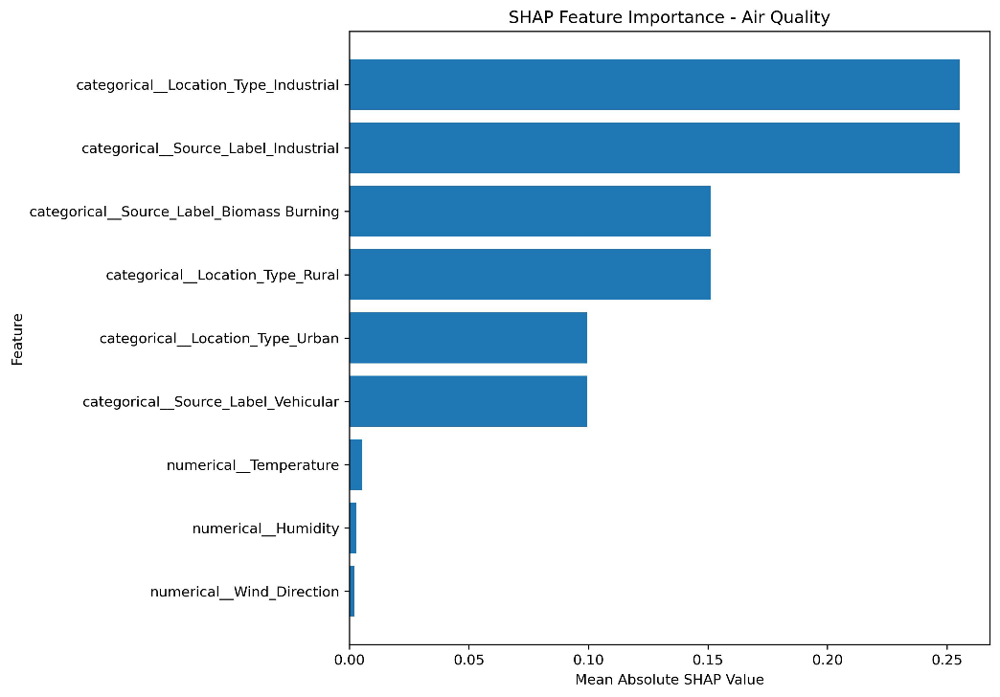 SHAP Feature Importance - Air Quality
categorical__Location_Type_Industrial
categorical__Source_Label_Industrial
categorical__Source_Label_Biomass Burning
categorical__Location_Type_Rural
categorical__Location_Type_Urban
categorical__Source_Label_Vehicular
numerical__Temperature
numerical__Humidity
numerical__Wind_Direction
Feature
0.00 0.05 0.10 0.15 0.20 0.25
Mean Absolute SHAP Value